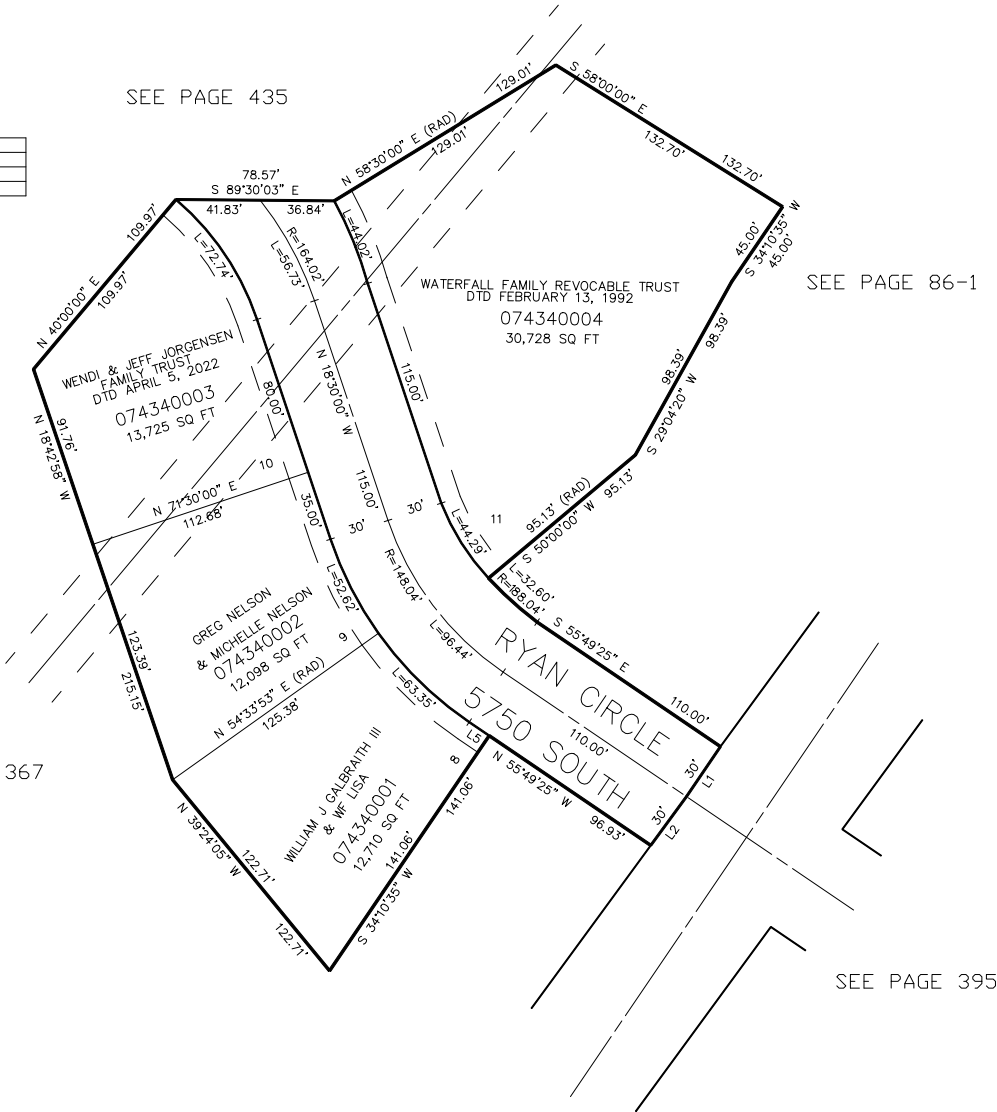 SEE PAGE 435
78.57'
S 89°30'03" E
41.83'
36.84'
N 58°30'00" E (RAD)
129.01'
129.01'
S 58°00'00" E
132.70'
132.70'
45.00'
S 34°10'35" W
45.00'
SEE PAGE 86-1
98.39'
98.39'
S 29°04'20" W
95.13' (RAD)
95.13'
S 50°00'00" W
WATERFALL FAMILY REVOCABLE TRUST
DTD FEBRUARY 13, 1992
074340004
30,728 SQ FT
109.97'
N 40°00'00" E
109.97'
L=72.74'
R=164.02'
L=56.73'
L=44.02'
N 18°30'00" W
115.00'
115.00'
WENDI & JEFF JORGENSEN
FAMILY TRUST
DTD APRIL 5, 2022
074340003
13,725 SQ FT
80.00'
91.76'
N 18°42'58" W
10
N 71°30'00" E
112.68'
35.00'
30'
30'
L=44.29'
11
L=32.60'
R=188.04'
R=148.04'
L=96.44'
L=52.62'
GREG NELSON
& MICHELLE NELSON
074340002
12,098 SQ FT
9
123.39'
215.15'
N 54°33'53" E (RAD)
125.38'
L=63.35'
S 55°49'25" E
110.00'
RYAN CIRCLE
5750 SOUTH
110.00'
L5
8
N 55°49'25" W
96.93'
30'
L1
30'
L2
367
WILLIAM J GALBRAITH III
& WF LISA
074340001
12,710 SQ FT
141.06'
141.06'
S 34°10'35" W
N 39°24'05" W
122.71'
122.71'
SEE PAGE 395